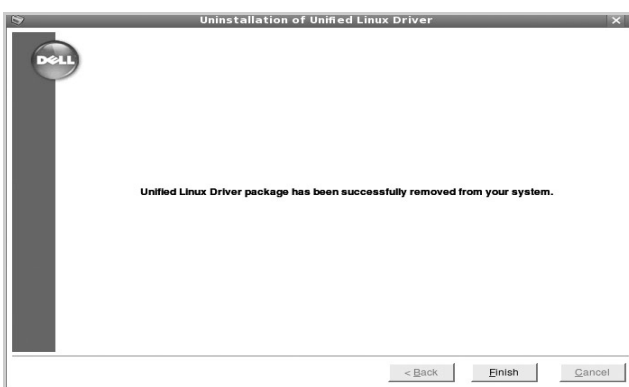 Uninstallation of Unified Linux Driver
DELL
Unified Linux Driver package has been successfully removed from your system.
< Back
Finish
Cancel